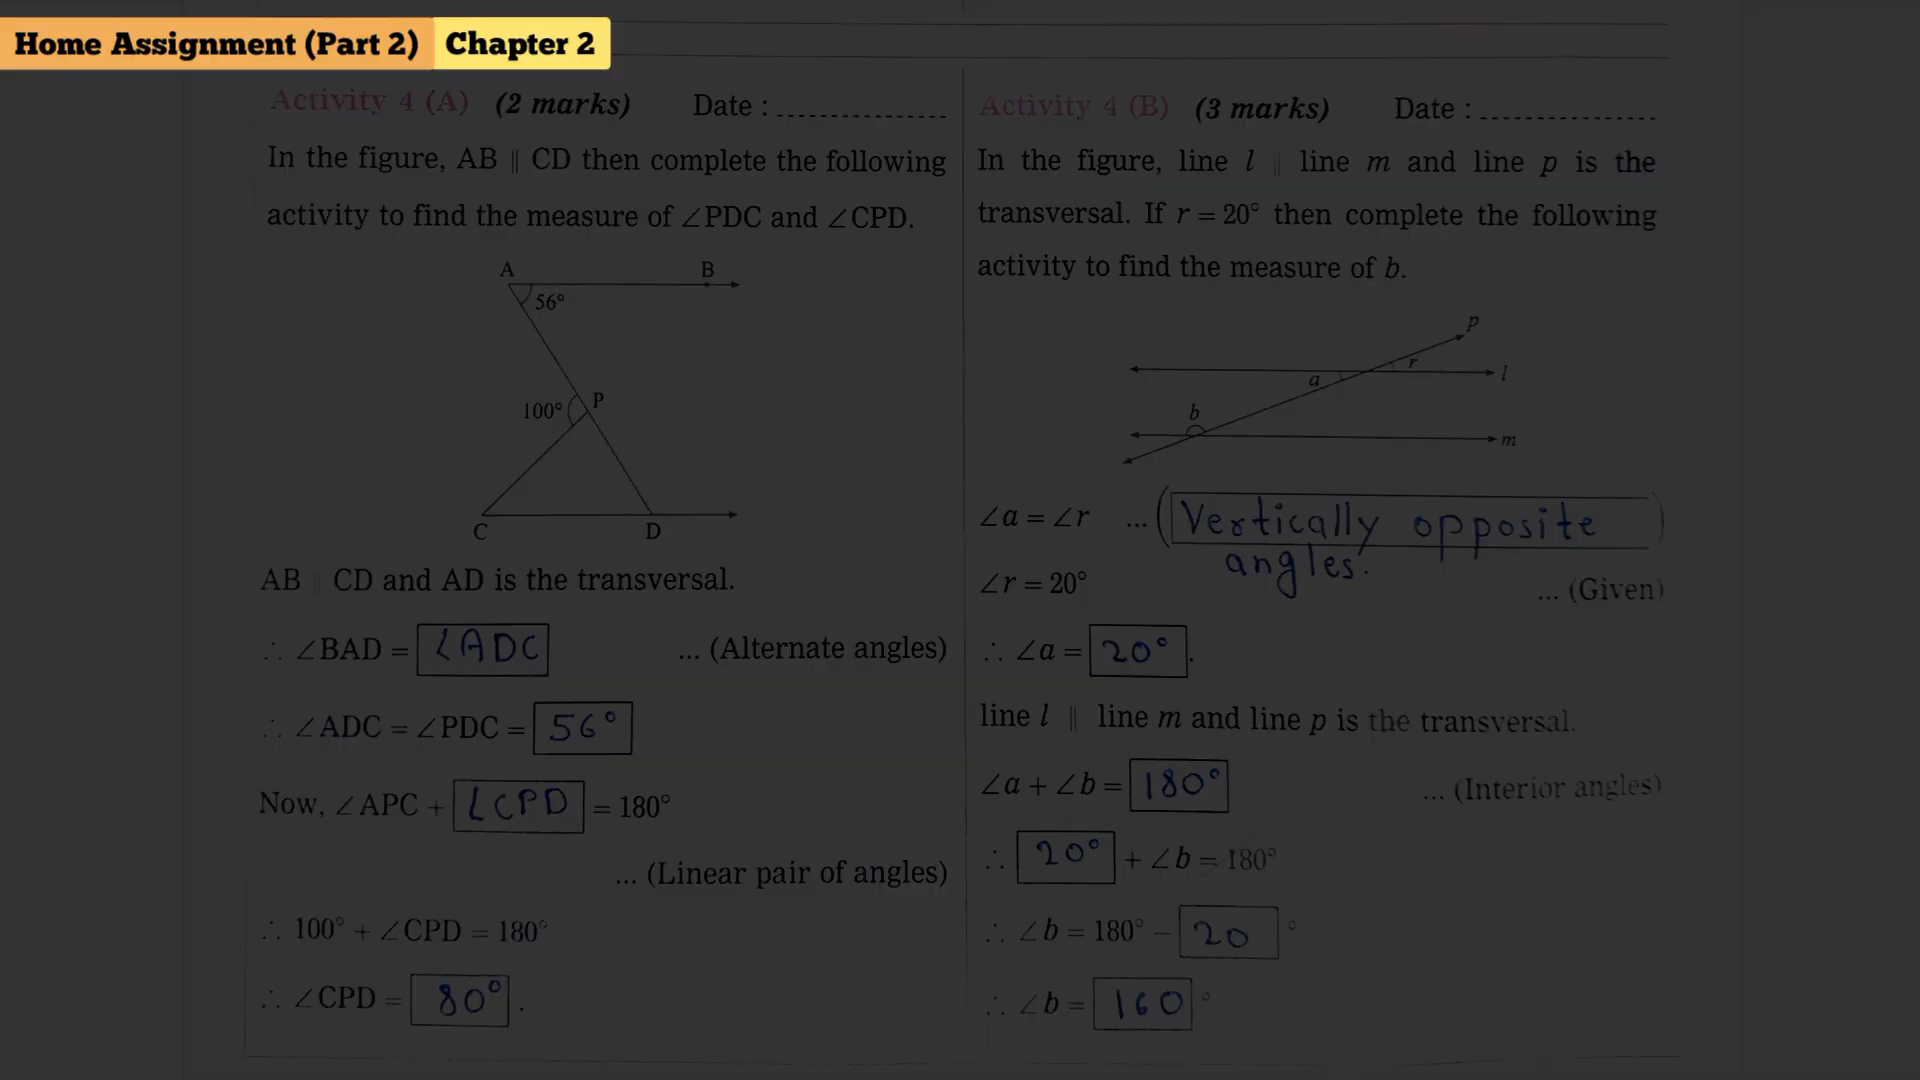 Home Assignment (Part 2) Chapter 2
Activity 4 (A) (2 marks) Date : ................
In the figure, AB || CD then complete the following
activity to find the measure of ∠PDC and ∠CPD.
A B
56°
100° P
C D
AB || CD and AD is the transversal.
∴ ∠BAD = ∠ADC ... (Alternate angles)
∴ ∠ADC = ∠PDC = 56°
Now, ∠APC + ∠CPD = 180°
... (Linear pair of angles)
∴ 100° + ∠CPD = 180°
∴ ∠CPD = 80° .
Activity 4 (B) (3 marks) Date : ................
In the figure, line l || line m and line p is the
transversal. If r = 20° then complete the following
activity to find the measure of b.
p
r
a l
b
m
∠a = ∠r ... (Vertically opposite
angles.)
∠r = 20° ... (Given)
∴ ∠a = 20° .
line l || line m and line p is the transversal.
∠a + ∠b = 180° ... (Interior angles)
∴ 20° + ∠b = 180°
∴ ∠b = 180° − 20 °
∴ ∠b = 160 °